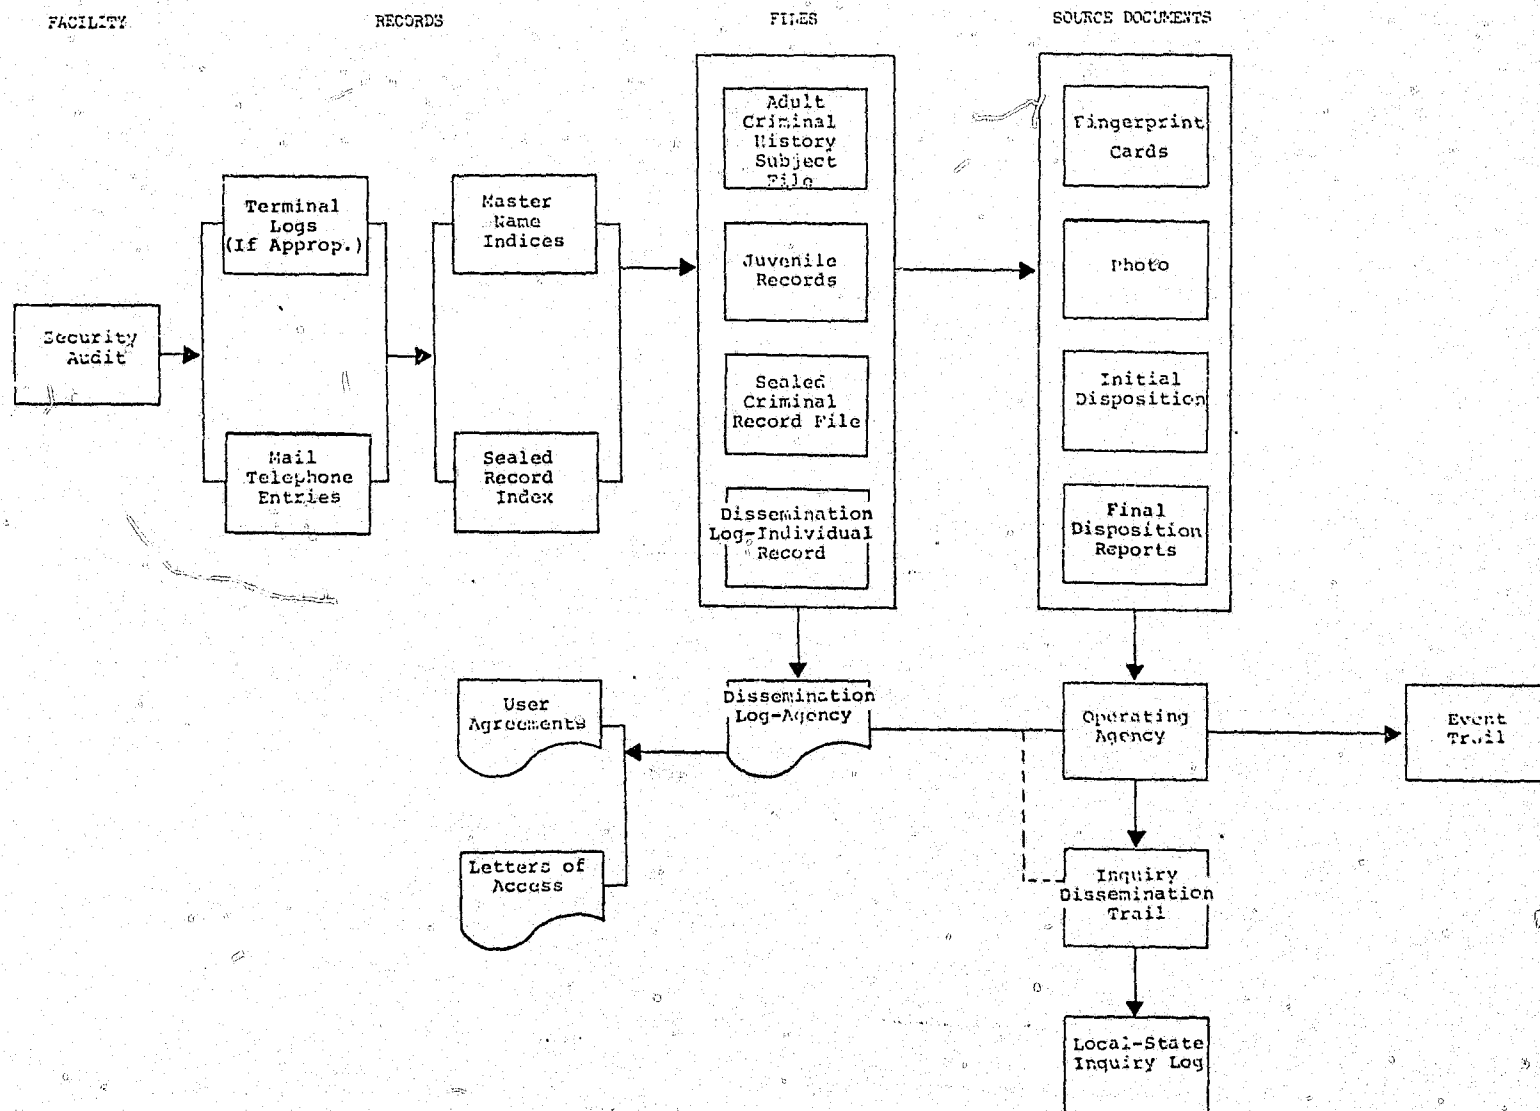 FACILITY
RECORDS
FILES
SOURCE DOCUMENTS
Security
Audit
Terminal
Logs
(If Approp.)
Mail
Telephone
Entries
Master
Name
Indices
Sealed
Record
Index
Adult
Criminal
History
Subject
File
Juvenile
Records
Sealed
Criminal
Record File
Dissemination
Log-Individual
Record
Fingerprint
Cards
Photo
Initial
Disposition
Final
Disposition
Reports
User
Agreements
Letters of
Access
Dissemination
Log-Agency
Operating
Agency
Event
Trail
Inquiry
Dissemination
Trail
Local-State
Inquiry Log